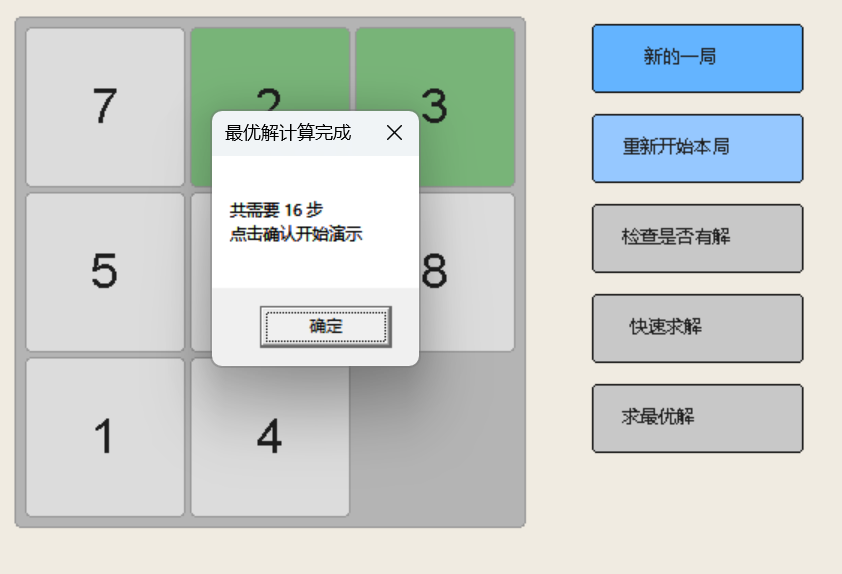 7
2
3
最优解计算完成
共需要 16 步
点击确认开始演示
确定
5
8
1
4
新的一局
重新开始本局
检查是否有解
快速求解
求最优解